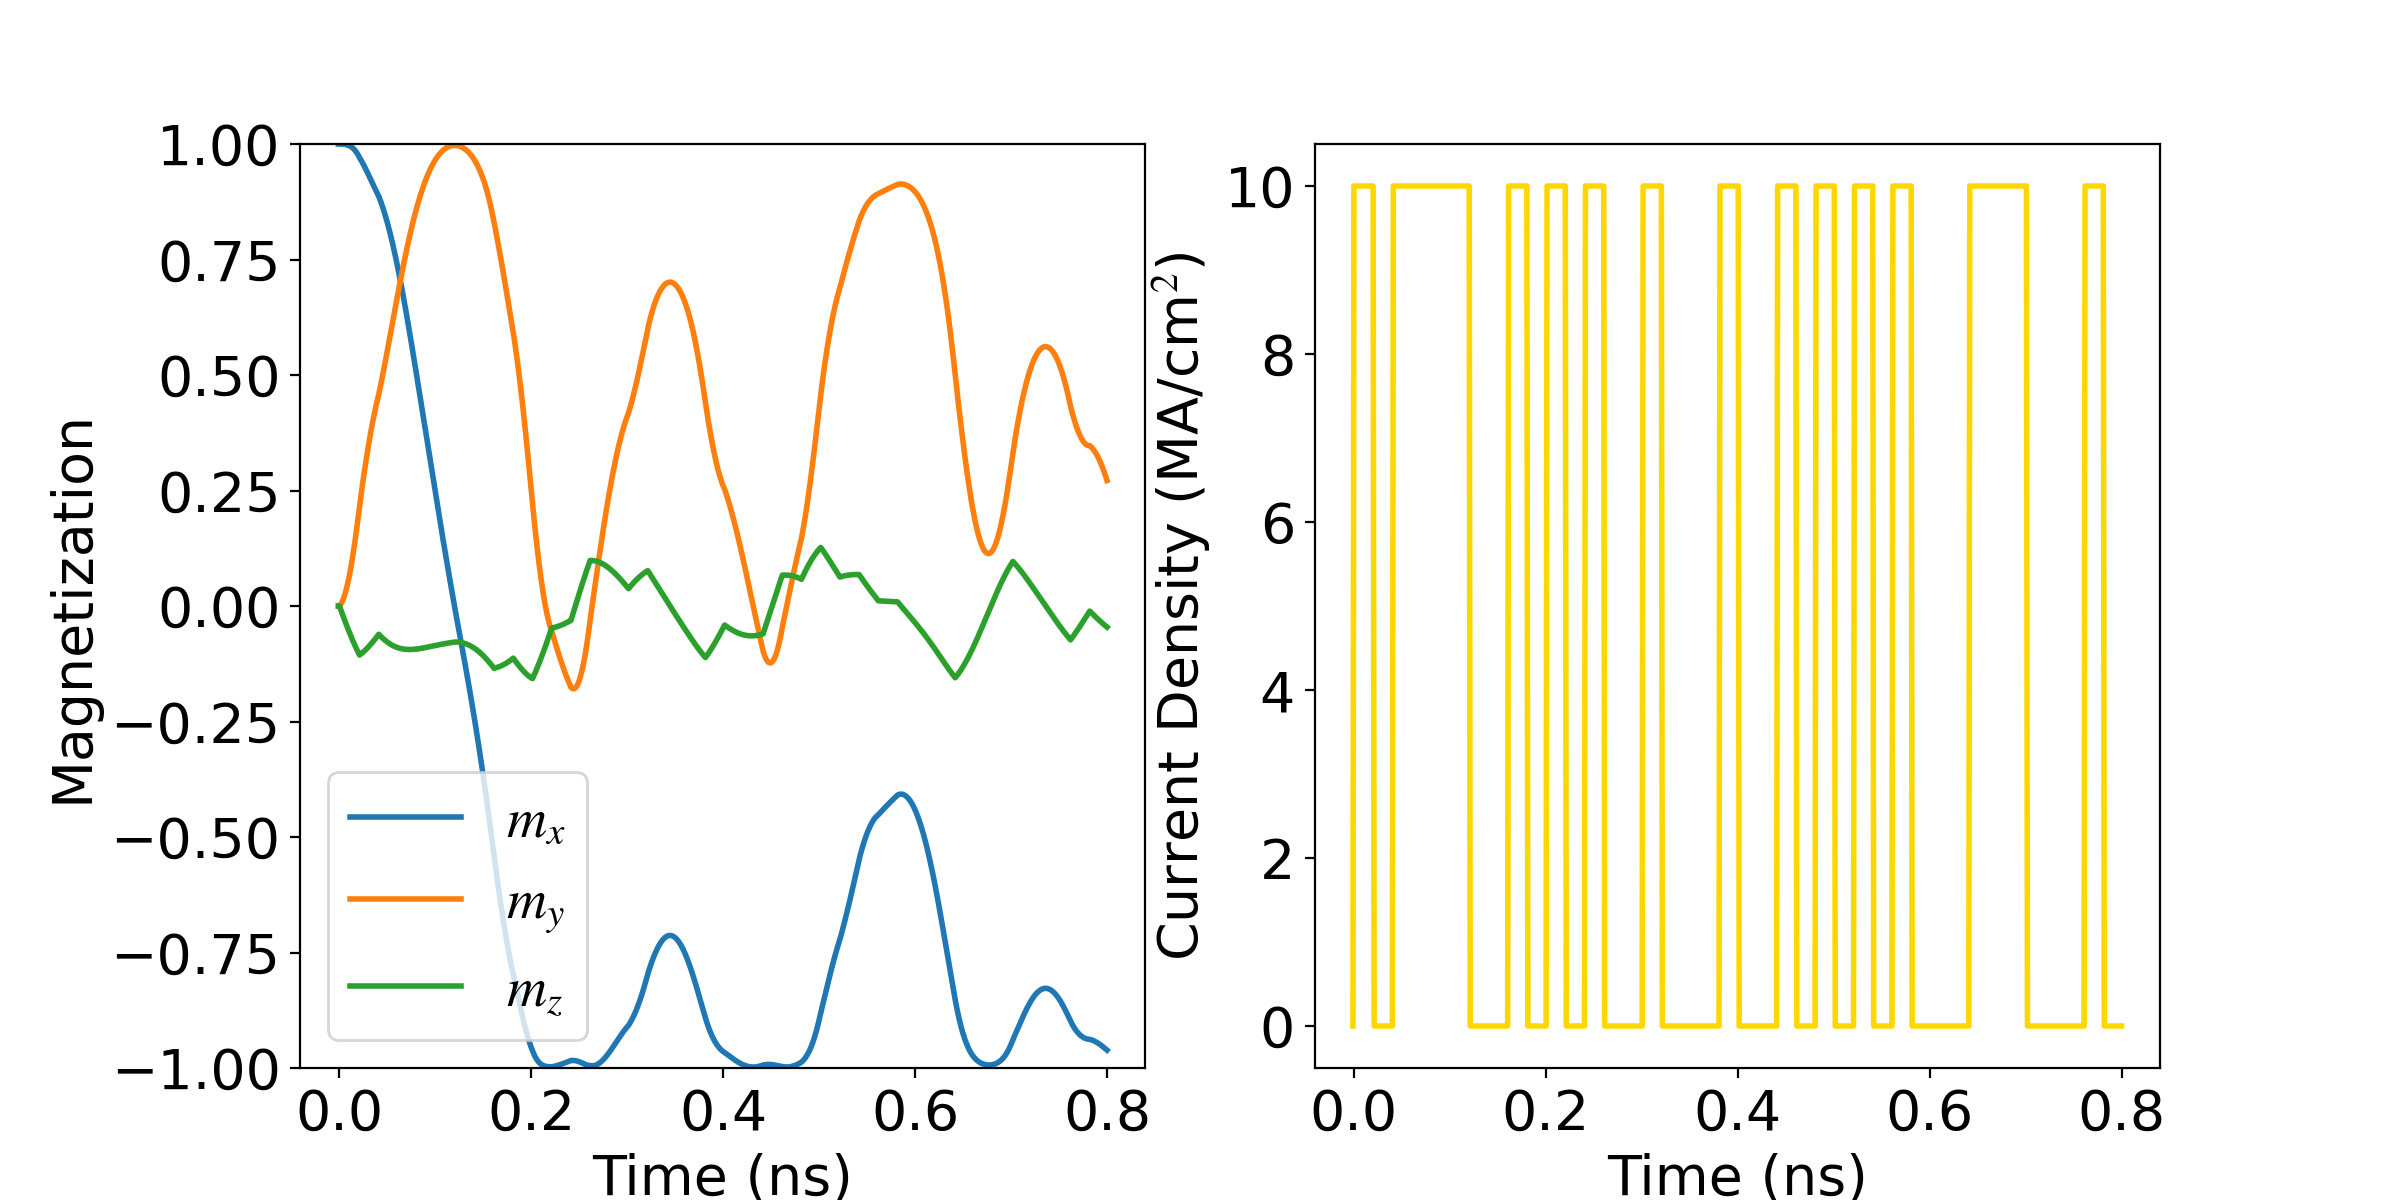 1.00
0.75
0.50
0.25
0.00
−0.25
−0.50
−0.75
−1.00
Magnetization
m_x
m_y
m_z
0.0 0.2 0.4 0.6 0.8
Time (ns)
10
8
6
4
2
0
Current Density (MA/cm²)
0.0 0.2 0.4 0.6 0.8
Time (ns)